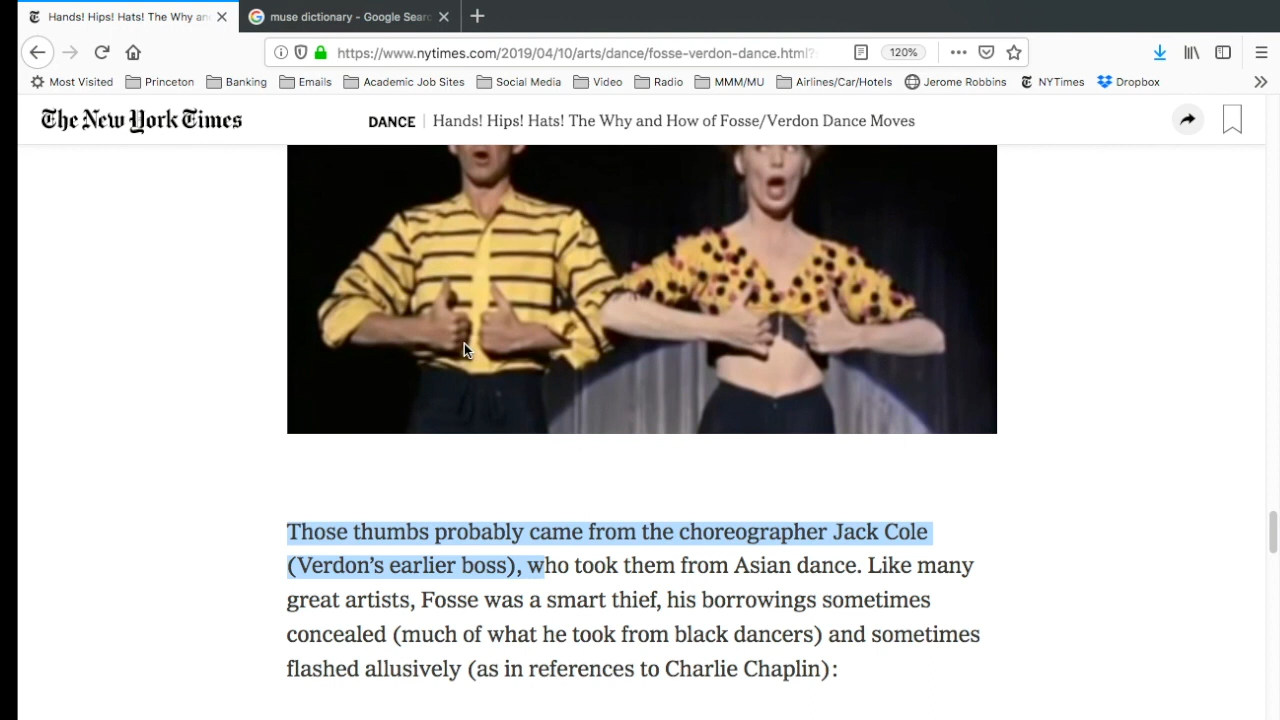 Hands! Hips! Hats! The Why an
muse dictionary - Google Searc
https://www.nytimes.com/2019/04/10/arts/dance/fosse-verdon-dance.html?
120%
Most Visited Princeton Banking Emails Academic Job Sites Social Media Video Radio MMM/MU Airlines/Car/Hotels Jerome Robbins NYTimes Dropbox
The New York Times
DANCE | Hands! Hips! Hats! The Why and How of Fosse/Verdon Dance Moves
Those thumbs probably came from the choreographer Jack Cole
(Verdon's earlier boss), who took them from Asian dance. Like many
great artists, Fosse was a smart thief, his borrowings sometimes
concealed (much of what he took from black dancers) and sometimes
flashed allusively (as in references to Charlie Chaplin):